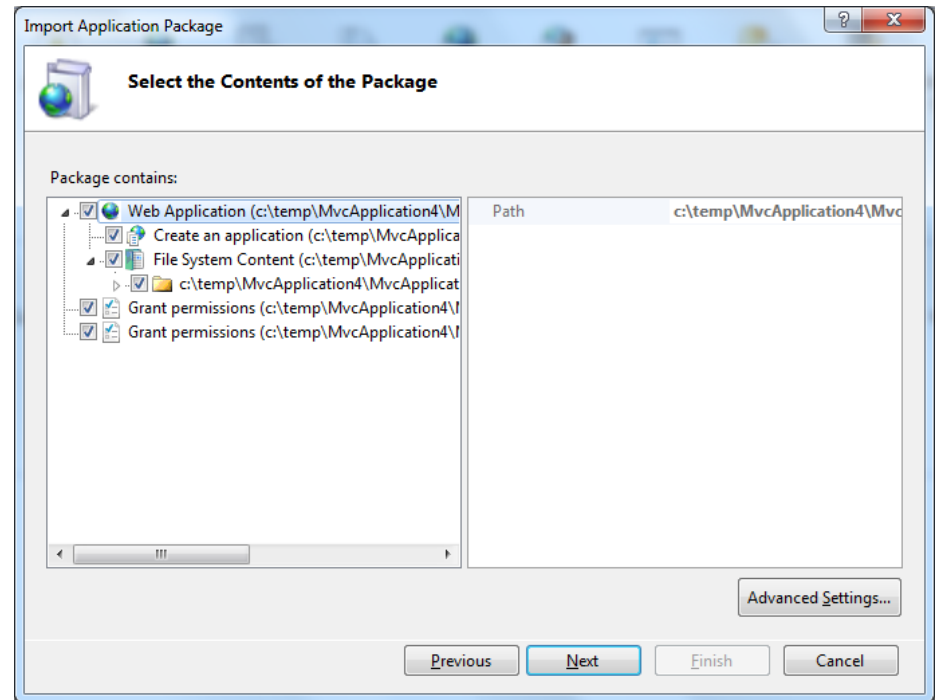 Import Application Package
Select the Contents of the Package
Package contains:
Web Application (c:\temp\MvcApplication4\M
Create an application (c:\temp\MvcApplica
File System Content (c:\temp\MvcApplicati
c:\temp\MvcApplication4\MvcApplicat
Grant permissions (c:\temp\MvcApplication4\
Grant permissions (c:\temp\MvcApplication4\
Path c:\temp\MvcApplication4\Mvc
Advanced Settings...
Previous Next Finish Cancel